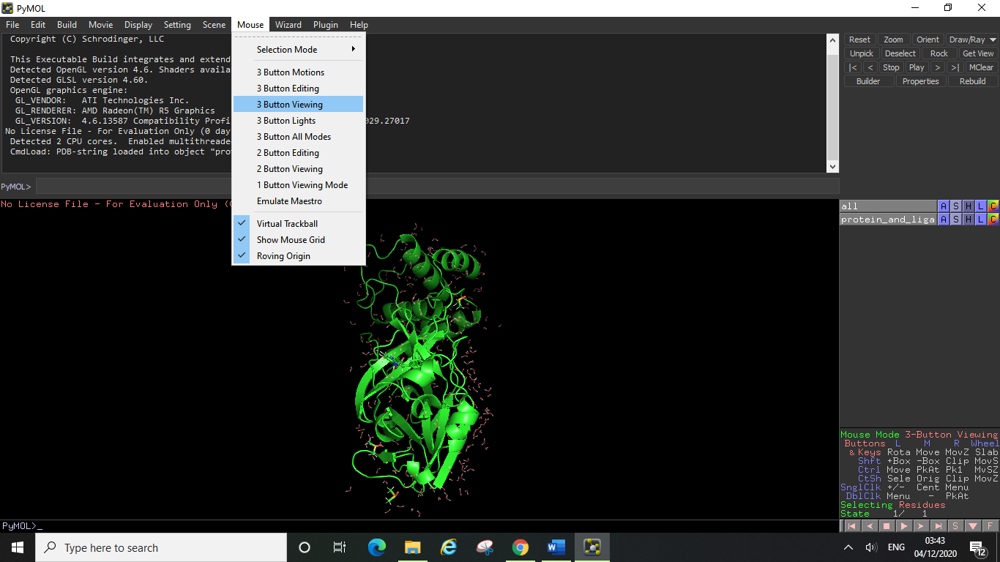 PyMOL
File Edit Build Movie Display Setting Scene Mouse Wizard Plugin Help
Copyright (C) Schrodinger, LLC
This Executable Build integrates and extend
Detected OpenGL version 4.6. Shaders availa
Detected GLSL version 4.60.
OpenGL graphics engine:
GL_VENDOR: ATI Technologies Inc.
GL_RENDERER: AMD Radeon(TM) R5 Graphics
GL_VERSION: 4.6.13587 Compatibility Profi 029.27017
No License File - For Evaluation Only (0 day
Detected 2 CPU cores. Enabled multithreade
CmdLoad: PDB-string loaded into object "pro
PyMOL>
Selection Mode
3 Button Motions
3 Button Editing
3 Button Viewing
3 Button Lights
3 Button All Modes
2 Button Editing
2 Button Viewing
1 Button Viewing Mode
Emulate Maestro
Virtual Trackball
Show Mouse Grid
Roving Origin
Reset Zoom Orient Draw/Ray
Unpick Deselect Rock Get View
|< < Stop Play > >| MClear
Builder Properties Rebuild
No License File - For Evaluation Only (
all A S H L C
protein_and_liga A S H L C
Mouse Mode 3-Button Viewing
Buttons L M R Wheel
& Keys Rota Move MovZ Slab
Shft +Box -Box Clip MovS
Ctrl Move PkAt Pk1 MvSZ
CtSh Sele Orig Clip MovZ
SnglClk +/- Cent Menu
DblClk Menu - PkAt
Selecting Residues
State 1/ 1
S F
PyMOL>_
Type here to search
ENG
03:43
04/12/2020
12